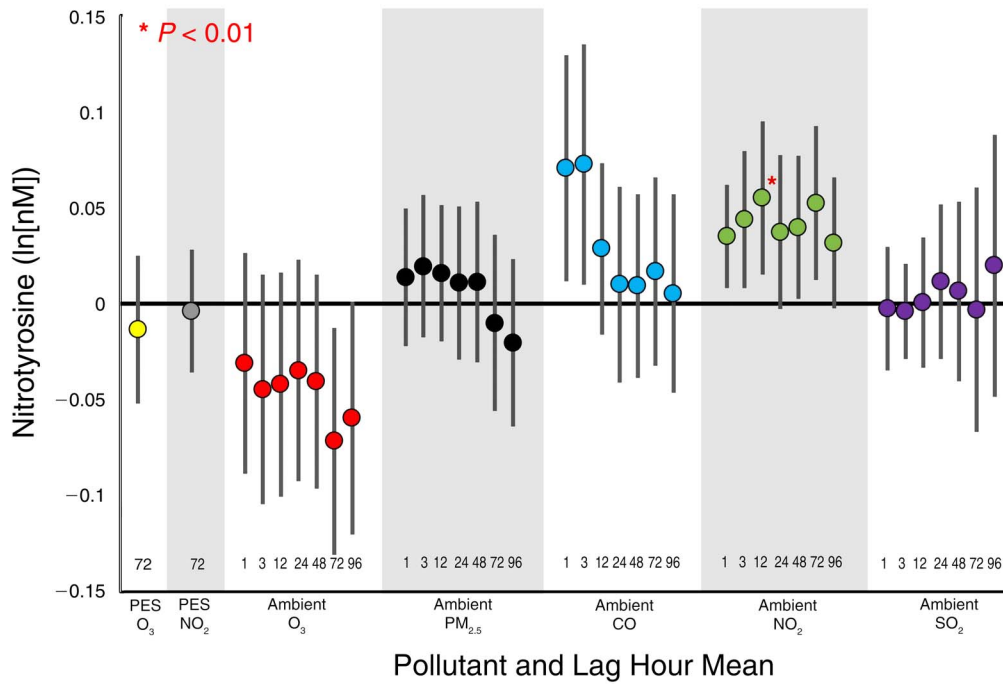 * P < 0.01
0.15
0.1
0.05
0
−0.05
−0.1
−0.15
Nitrotyrosine (ln[nM])
72
72
1 3 12 24 48 72 96
1 3 12 24 48 72 96
1 3 12 24 48 72 96
1 3 12 24 48 72 96
1 3 12 24 48 72 96
*
PES
O₃
PES
NO₂
Ambient
O₃
Ambient
PM₂.₅
Ambient
CO
Ambient
NO₂
Ambient
SO₂
Pollutant and Lag Hour Mean